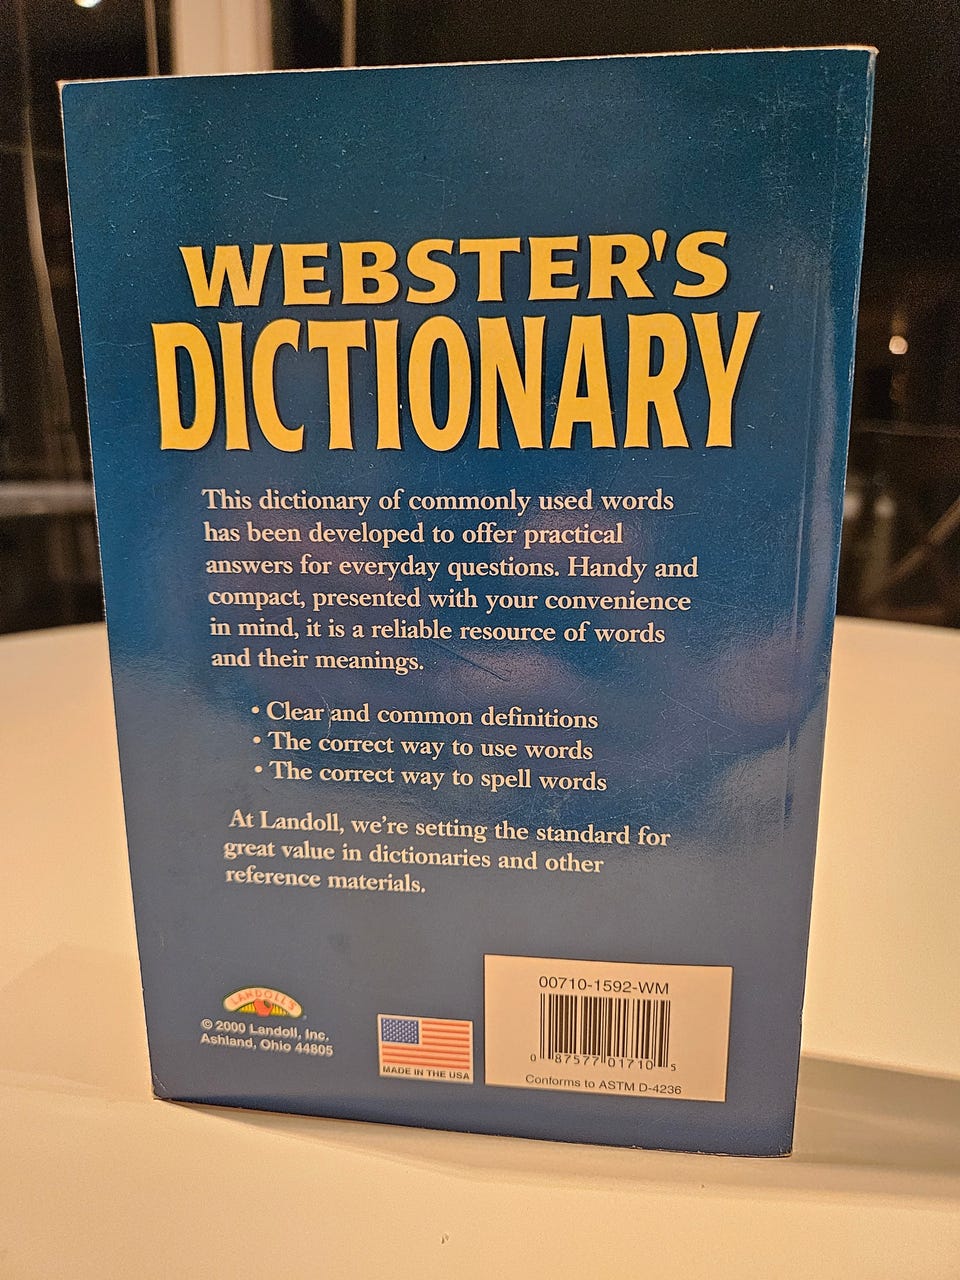 WEBSTER'S
DICTIONARY
This dictionary of commonly used words
has been developed to offer practical
answers for everyday questions. Handy and
compact, presented with your convenience
in mind, it is a reliable resource of words
and their meanings.
• Clear and common definitions
• The correct way to use words
• The correct way to spell words
At Landoll, we're setting the standard for
great value in dictionaries and other
reference materials.
LANDOLL'S
© 2000 Landoll, Inc.
Ashland, Ohio 44805
MADE IN THE USA
00710-1592-WM
0 87577 01710 5
Conforms to ASTM D-4236